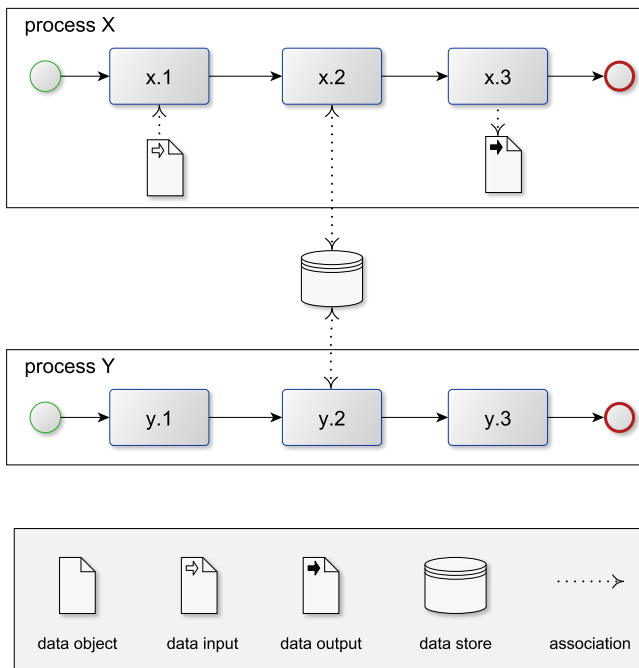 process X
x.1 x.2 x.3
process Y
y.1 y.2 y.3
data object data input data output data store association